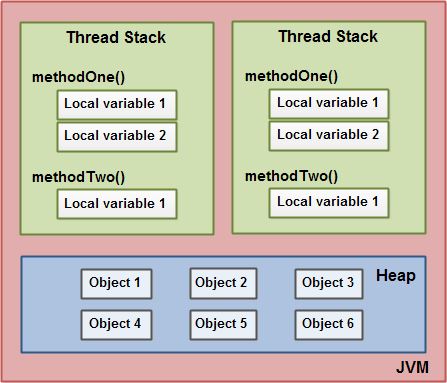 Thread Stack
methodOne()
Local variable 1
Local variable 2
methodTwo()
Local variable 1
Thread Stack
methodOne()
Local variable 1
Local variable 2
methodTwo()
Local variable 1
Heap
Object 1
Object 2
Object 3
Object 4
Object 5
Object 6
JVM